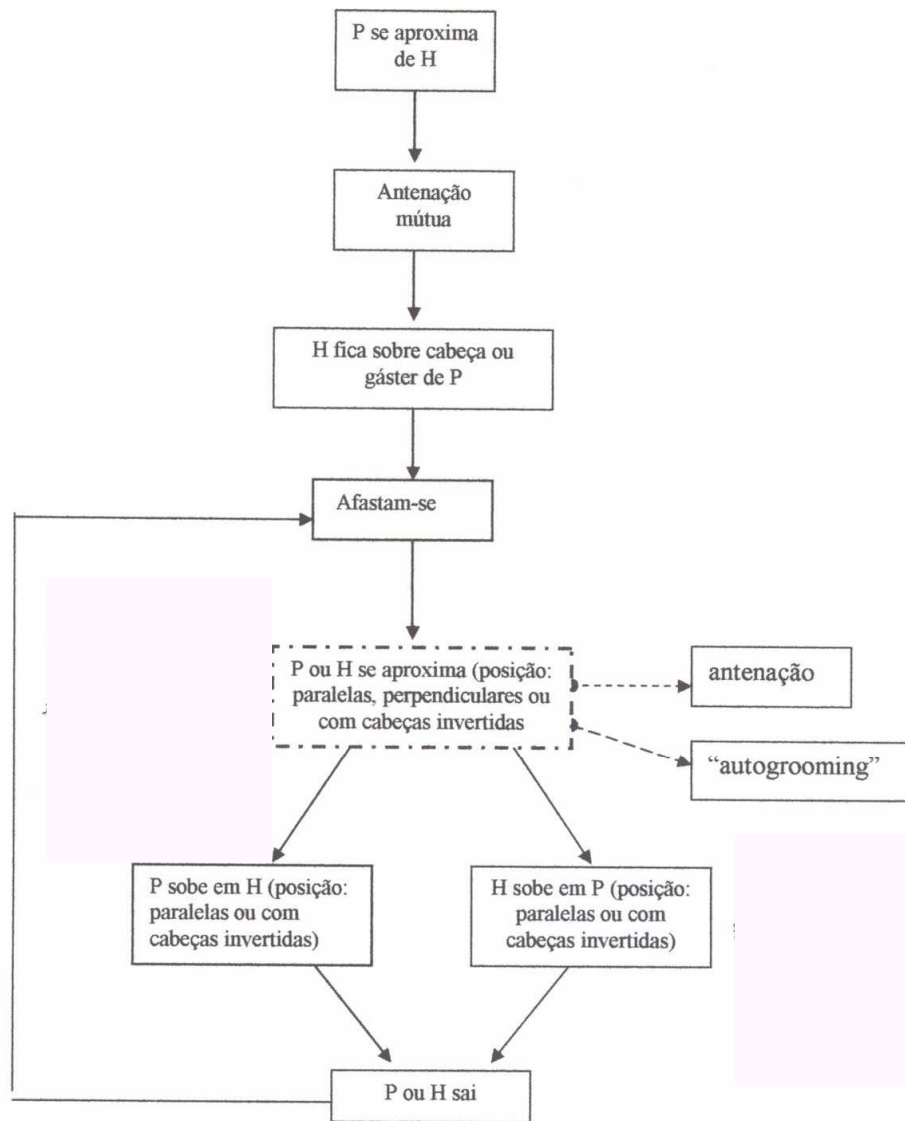 P se aproxima
de H
Antenação
mútua
H fica sobre cabeça ou
gáster de P
Afastam-se
P ou H se aproxima (posição:
paralelas, perpendiculares ou
com cabeças invertidas
antenação
“autogrooming”
P sobe em H (posição:
paralelas ou com
cabeças invertidas)
H sobe em P (posição:
paralelas ou com
cabeças invertidas)
P ou H sai